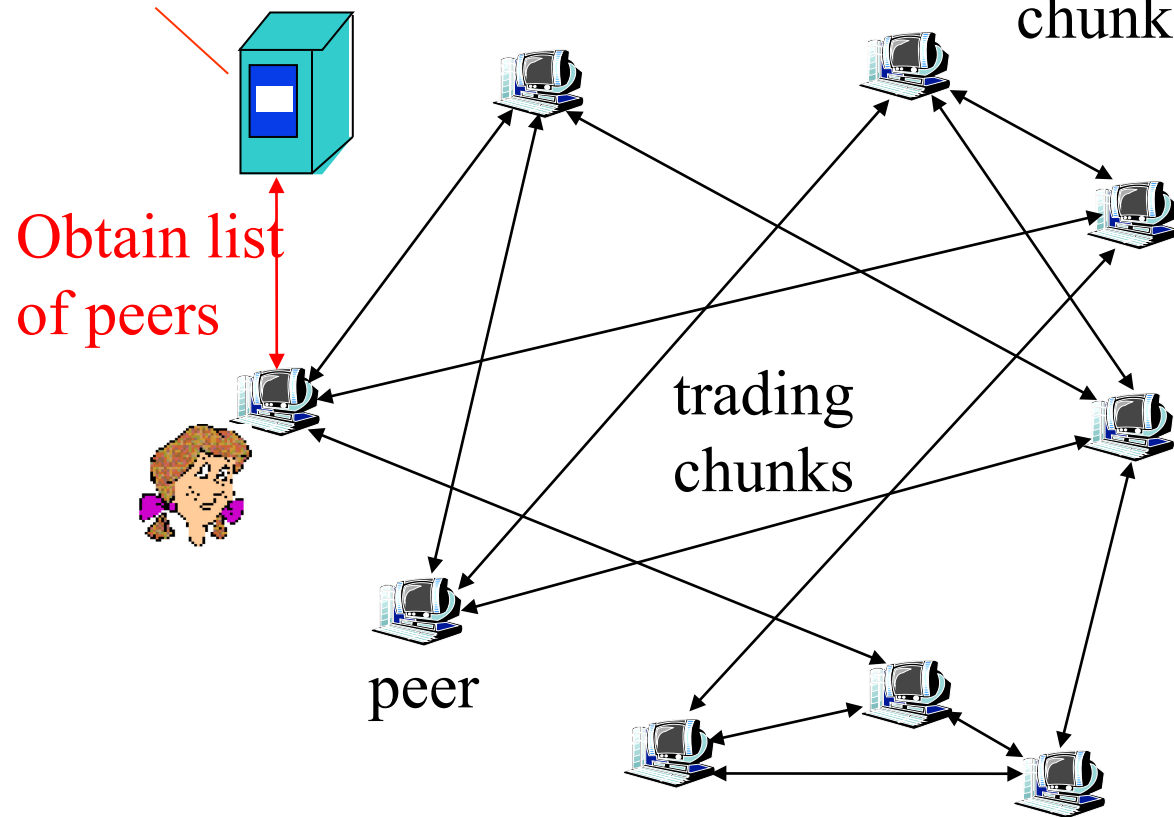 chunk
Obtain list
of peers
trading
chunks
peer